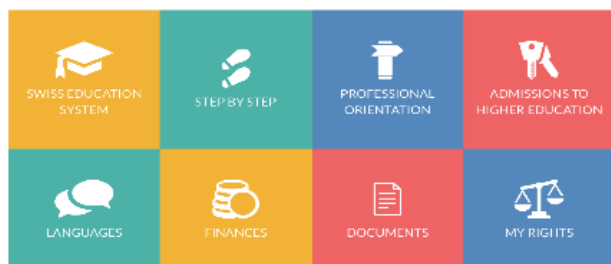 SWISS EDUCATION
SYSTEM
STEP BY STEP
PROFESSIONAL
ORIENTATION
ADMISSIONS TO
HIGHER EDUCATION
LANGUAGES
FINANCES
DOCUMENTS
MY RIGHTS